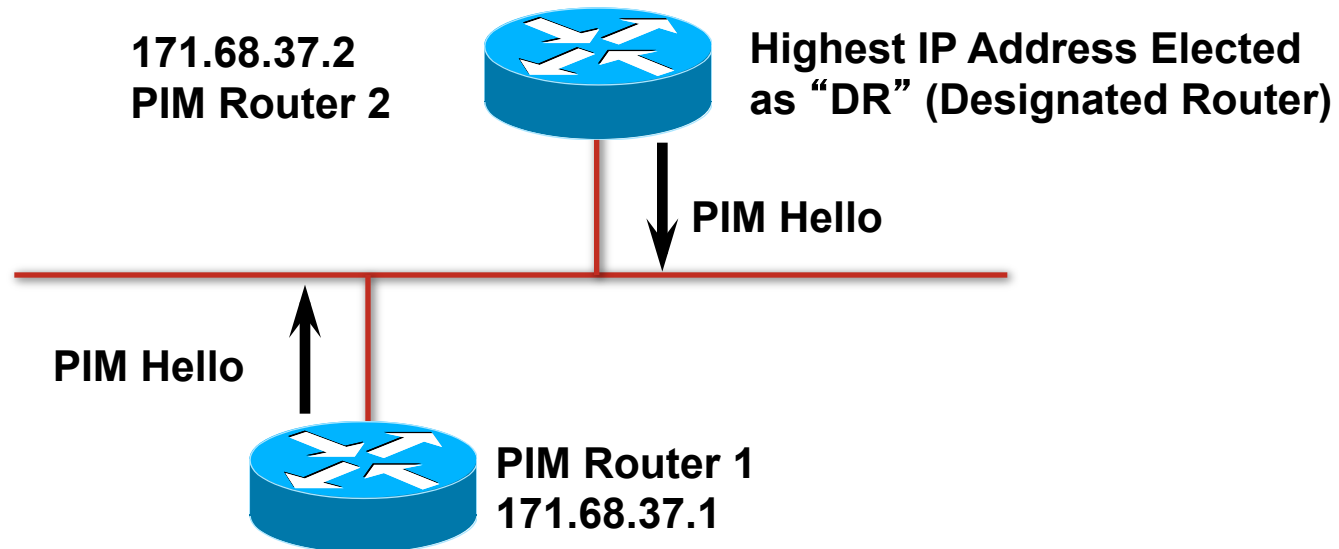 171.68.37.2
PIM Router 2
Highest IP Address Elected
as “DR” (Designated Router)
PIM Hello
PIM Hello
PIM Router 1
171.68.37.1